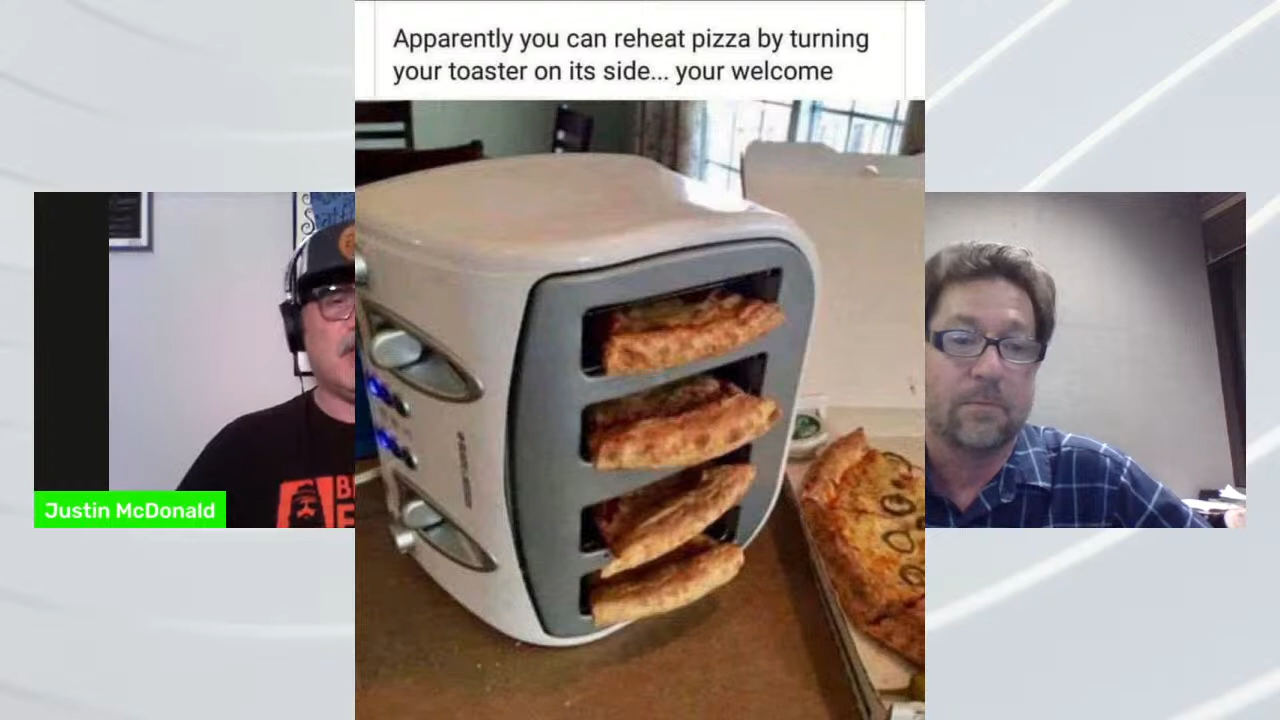 Apparently you can reheat pizza by turning
your toaster on its side... your welcome
Justin McDonald